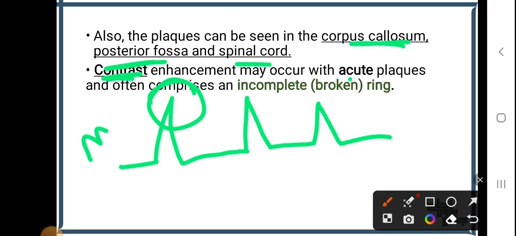 • Also, the plaques can be seen in the corpus callosum,
posterior fossa and spinal cord.
• Contrast enhancement may occur with acute plaques
and often comprises an incomplete (broken) ring.